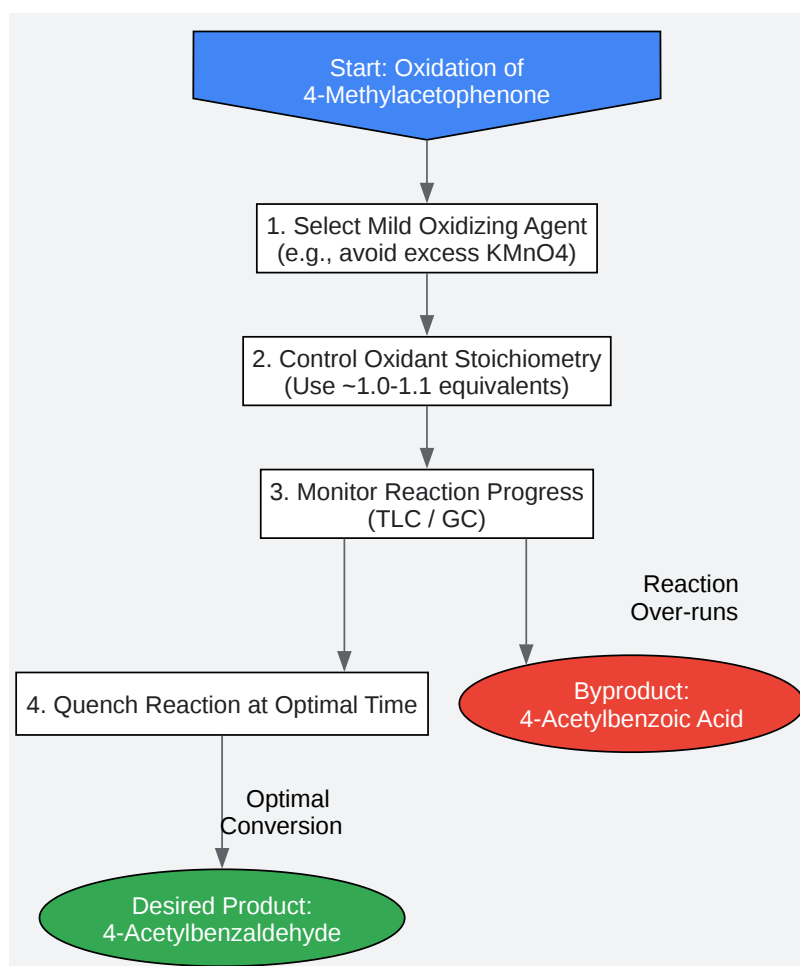 Start: Oxidation of
4-Methylacetophenone
1. Select Mild Oxidizing Agent
(e.g., avoid excess KMnO4)
2. Control Oxidant Stoichiometry
(Use ~1.0-1.1 equivalents)
3. Monitor Reaction Progress
(TLC / GC)
Reaction
Over-runs
4. Quench Reaction at Optimal Time
Byproduct:
4-Acetylbenzoic Acid
Optimal
Conversion
Desired Product:
4-Acetylbenzaldehyde